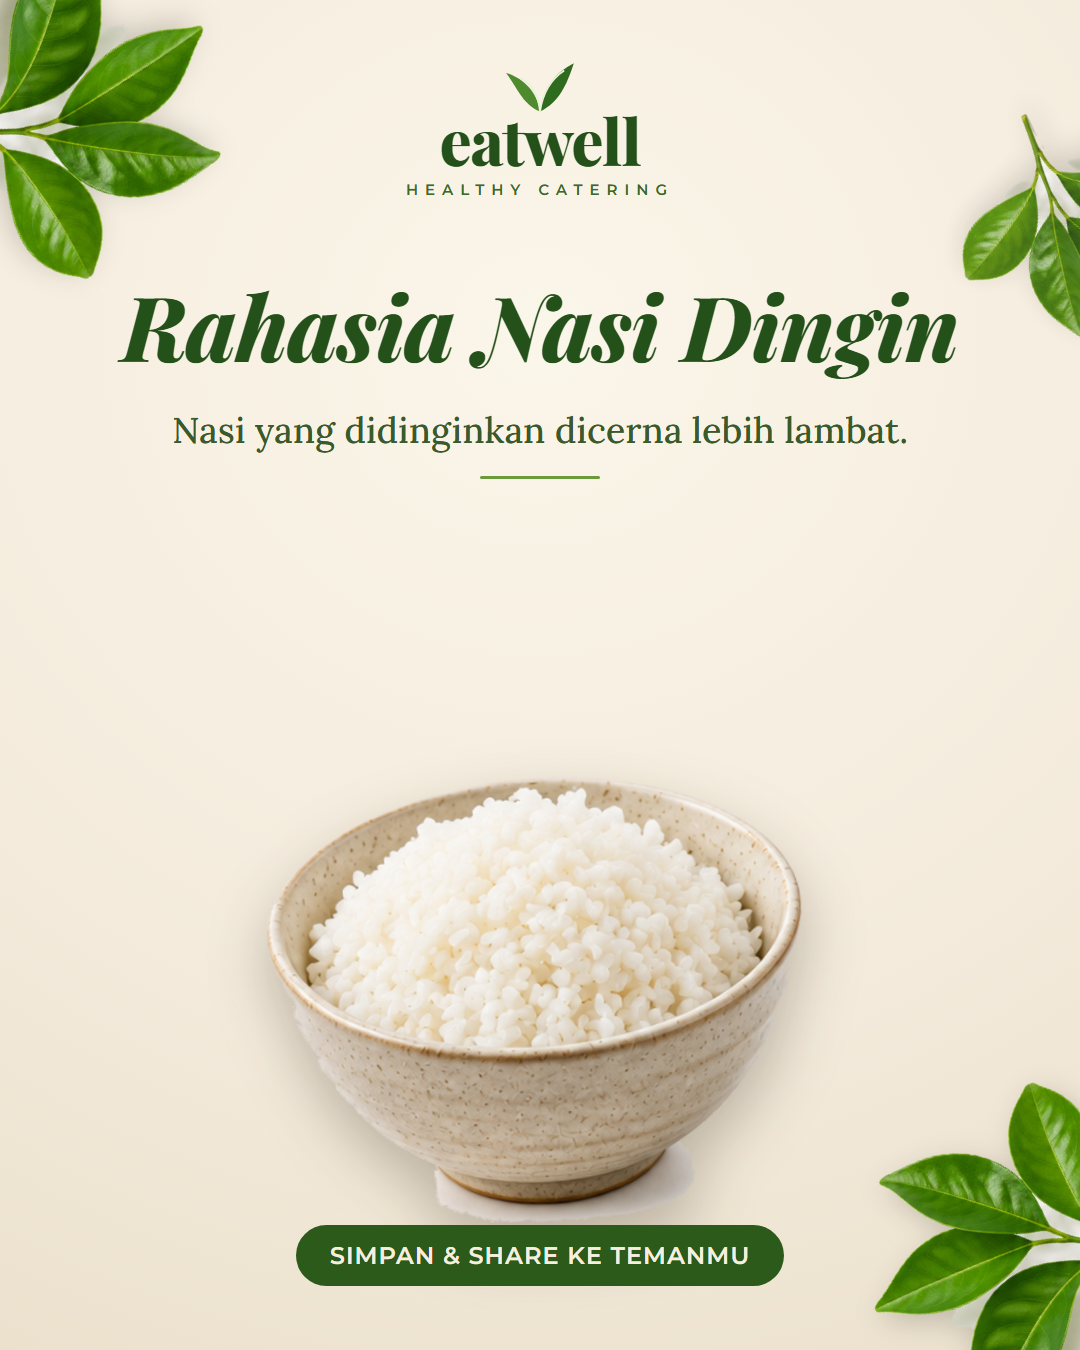 eatwell
HEALTHY CATERING
Rahasia Nasi Dingin
Nasi yang didinginkan dicerna lebih lambat.
SIMPAN & SHARE KE TEMANMU